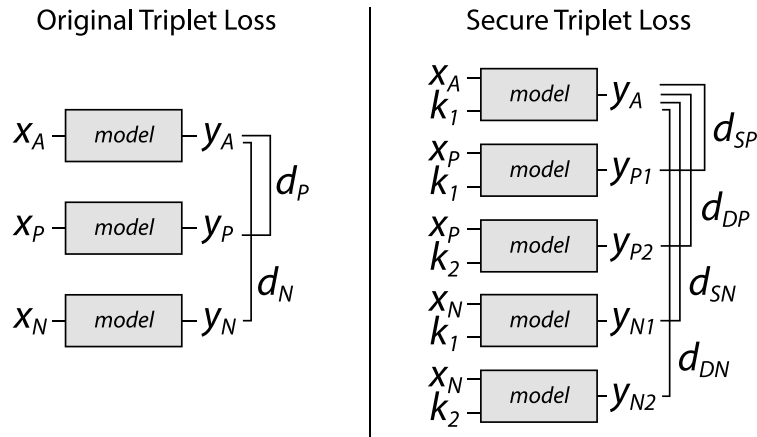 Original Triplet Loss
x_A model y_A
x_P model y_P
x_N model y_N
d_P
d_N
Secure Triplet Loss
x_A
k_1 model y_A
x_P
k_1 model y_P1
x_P
k_2 model y_P2
x_N
k_1 model y_N1
x_N
k_2 model y_N2
d_SP
d_DP
d_SN
d_DN